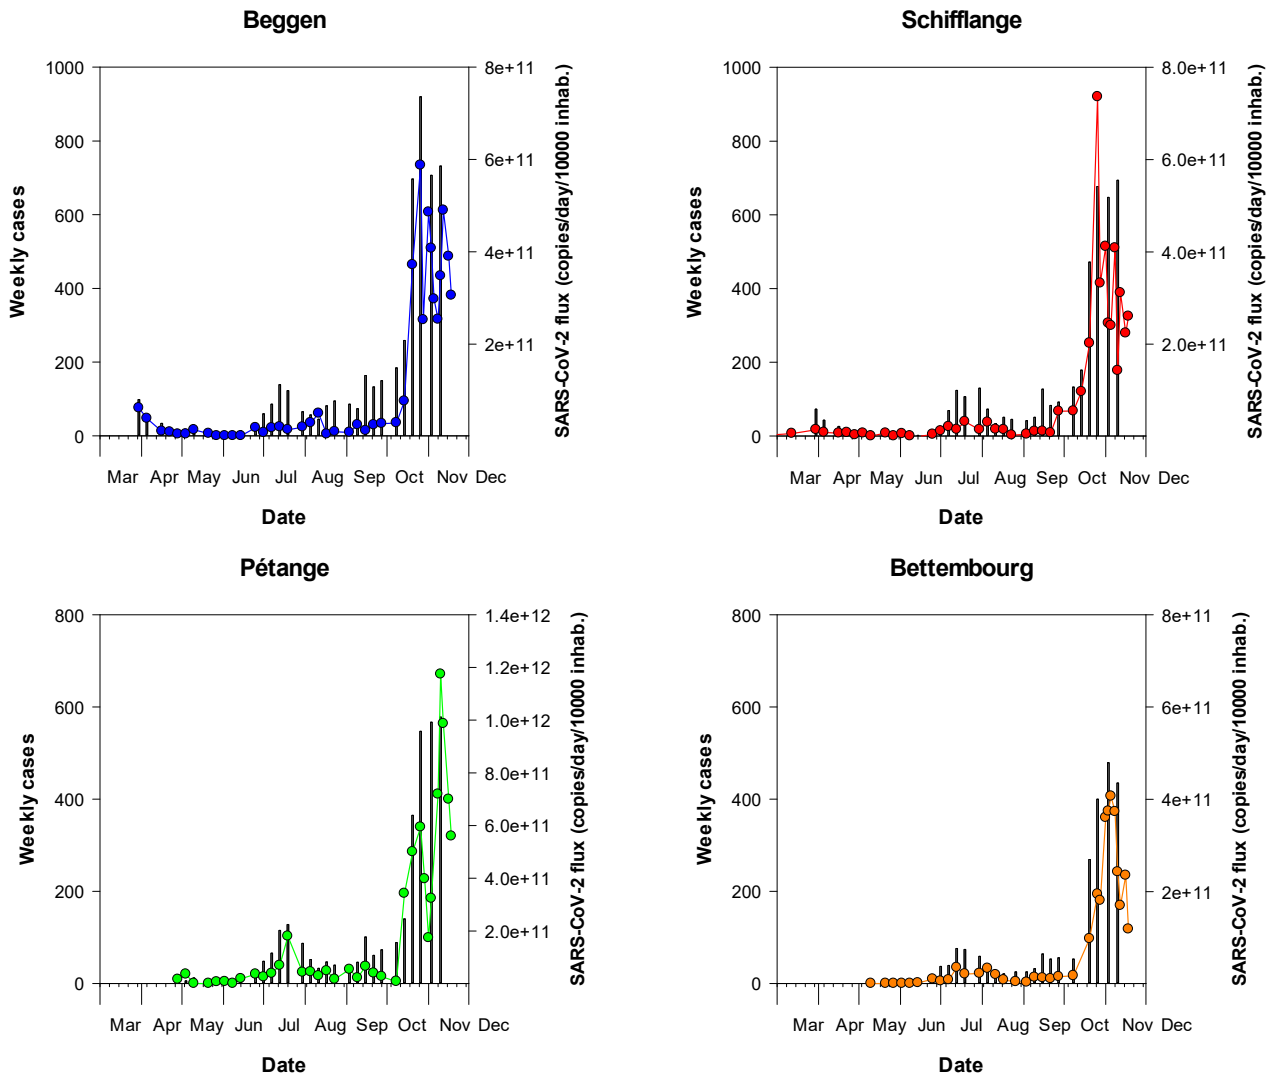 Beggen
1000
800
600
400
200
0
8e+11
6e+11
4e+11
2e+11
Weekly cases
SARS-CoV-2 flux (copies/day/10000 inhab.)
Mar Apr May Jun Jul Aug Sep Oct Nov Dec
Date
Schifflange
1000
800
600
400
200
0
8.0e+11
6.0e+11
4.0e+11
2.0e+11
Weekly cases
SARS-CoV-2 flux (copies/day/10000 inhab.)
Mar Apr May Jun Jul Aug Sep Oct Nov Dec
Date
Pétange
800
600
400
200
0
1.4e+12
1.2e+12
1.0e+12
8.0e+11
6.0e+11
4.0e+11
2.0e+11
Weekly cases
SARS-CoV-2 flux (copies/day/10000 inhab.)
Mar Apr May Jun Jul Aug Sep Oct Nov Dec
Date
Bettembourg
800
600
400
200
0
8e+11
6e+11
4e+11
2e+11
Weekly cases
SARS-CoV-2 flux (copies/day/10000 inhab.)
Mar Apr May Jun Jul Aug Sep Oct Nov Dec
Date